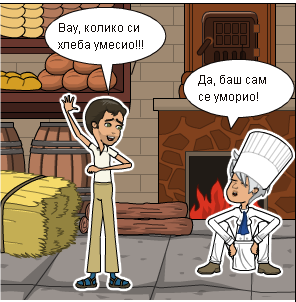 Вау, колико си
хлеба умесио!!!
Да, баш сам
се уморио!